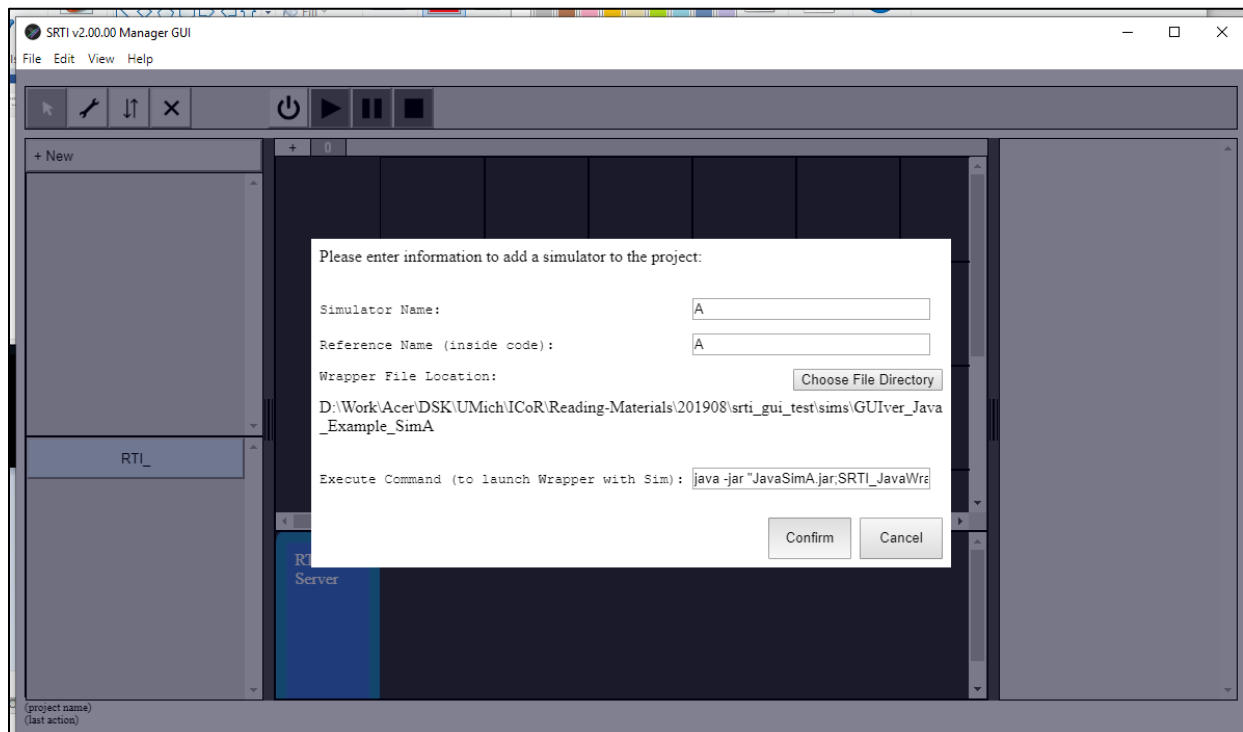 SRTI v2.00.00 Manager GUI
File Edit View Help
+ New
+ 0
Please enter information to add a simulator to the project:
Simulator Name: A
Reference Name (inside code): A
Wrapper File Location: Choose File Directory
D:\Work\Acer\DSK\UMich\ICoR\Reading-Materials\201908\srti_gui_test\sims\GUIver_Java
_Example_SimA
RTI_
Execute Command (to launch Wrapper with Sim): java -jar "JavaSimA.jar;SRTI_JavaWra
Confirm Cancel
Server
(project name)
(last action)